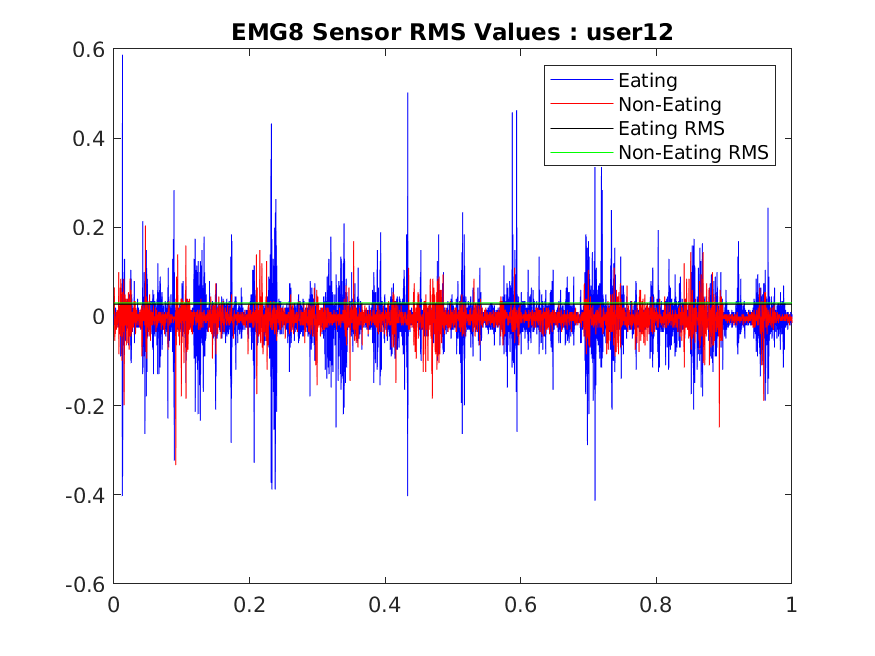 EMG8 Sensor RMS Values : user12
0.6
0.4
0.2
0
-0.2
-0.4
-0.6
Eating
Non-Eating
Eating RMS
Non-Eating RMS
0 0.2 0.4 0.6 0.8 1